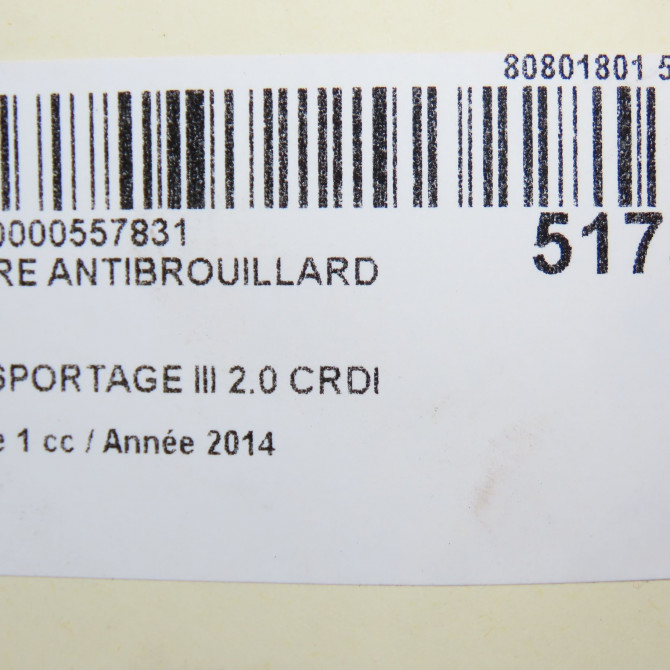 80801801 5
0000557831
517
RE ANTIBROUILLARD
SPORTAGE III 2.0 CRDI
e 1 cc / Année 2014